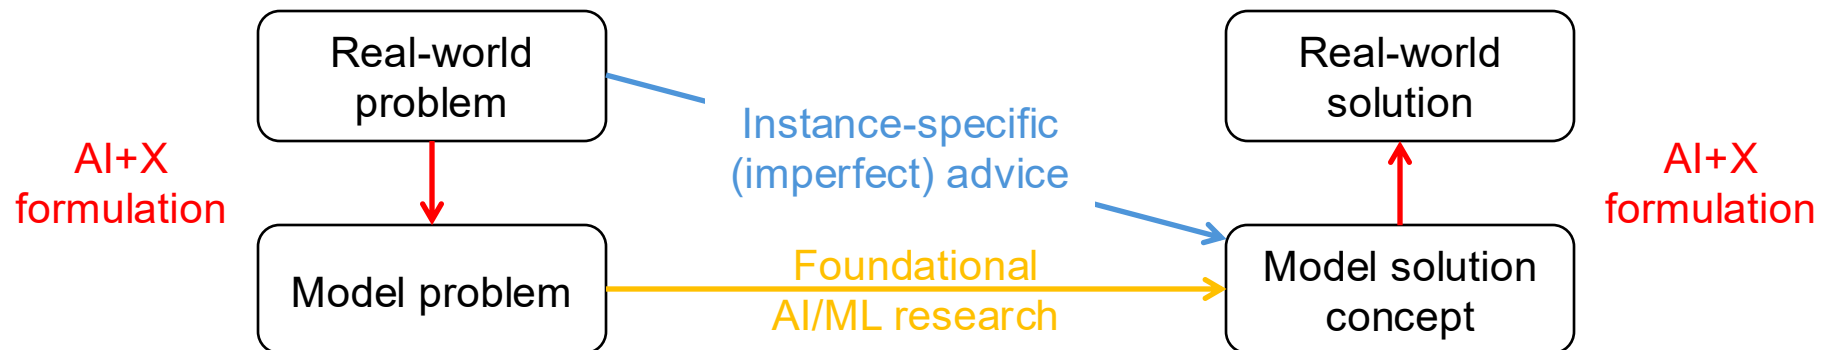 Real-world
problem
Real-world
solution
Instance-specific
(imperfect) advice
AI+X
formulation
AI+X
formulation
Model problem
Foundational
AI/ML research
Model solution
concept